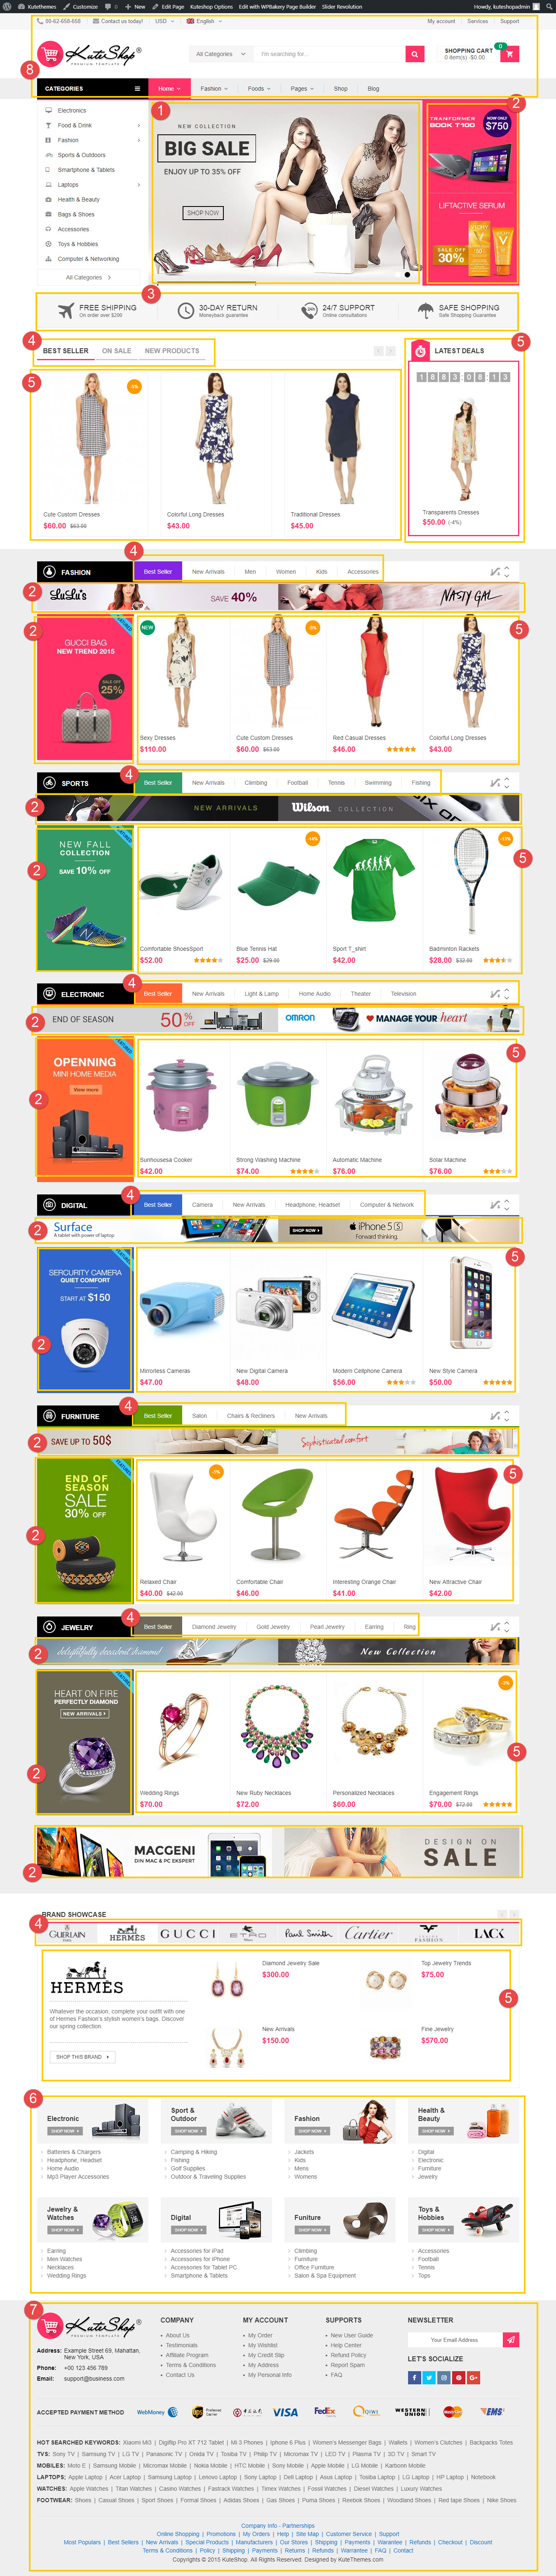 Kutethemes Customize 0 New Edit Page Kuteshop Options Edit with WPBakery Page Builder Slider Revolution Howdy, kuteshopadmin
00-62-658-658 Contact us today! USD English My account Services Support
8
KuteShop
PREMIUM TEMPLATE
All Categories I'm searching for.. SHOPPING CART 0
0 item(s) -$0.00
CATEGORIES Home Fashion Foods Pages Shop Blog
Electronics
Food & Drink
Fashion
Sports & Outdoors
Smartphone & Tablets
Laptops
Health & Beauty
Bags & Shoes
Accessories
Toys & Hobbies
Computer & Networking
All Categories
1
NEW COLLECTION
BIG SALE
ENJOY UP TO 35% OFF
SHOP NOW
2
TRANFORMER
BOOK T100
NOW ONLY
$750
LIFTACTIVE SERUM
SALE OFF
30%
3
FREE SHIPPING 30-DAY RETURN 24/7 SUPPORT SAFE SHOPPING
On order over $200 Moneyback guarantee Online consultations Safe Shopping Guarantee
4
BEST SELLER ON SALE NEW PRODUCTS
5
LATEST DEALS
5
-5%
1 8 8 3 - 0 8 - 1 3
Cute Custom Dresses Colorful Long Dresses Traditional Dresses
$60.00 $63.00 $43.00 $45.00
Transparents Dresses
$50.00 (-4%)
4
FASHION Best Seller New Arrivals Men Women Kids Accessories
2
LuLu's SAVE 40% NASTY GAL
2
GUCCI BAG
NEW TREND 2015
SALE OFF
25%
NEW -5% 5
Sexy Dresses Cute Custom Dresses Red Casual Dresses Colorful Long Dresses
$110.00 $60.00 $63.00 $46.00 $43.00
4
SPORTS Best Seller New Arrivals Climbing Football Tennis Swimming Fishing
2
NEW ARRIVALS Wilson. COLLECTION SIX ON
2
NEW FALL
COLLECTION
SAVE 10% OFF
-14% -13% 5
Comfortable ShoesSport Blue Tennis Hat Sport T_shirt Badminton Rackets
$52.00 $25.00 $29.00 $42.00 $28.00 $32.00
4
ELECTRONIC Best Seller New Arrivals Light & Lamp Home Audio Theater Television
2
END OF SEASON 50% OFF OMRON MANAGE YOUR heart
2
OPENNING
MINI HOME MEDIA
View more
5
Sunhousesa Cooker Strong Washing Machine Automatic Machine Solar Machine
$42.00 $74.00 $76.00 $76.00
4
DIGITAL Best Seller Camera New Arrivals Headphone, Headset Computer & Network
2
Surface
A tablet with power of laptop
SHOP NOW iPhone 5S
Forward thinking.
2
SERCURITY CAMERA
QUIET COMFORT
START AT $150
5
Mirrorless Cameras New Digital Camera Modern Cellphone Camera New Style Camera
$47.00 $48.00 $56.00 $50.00
4
FURNITURE Best Seller Salon Chairs & Recliners New Arrivals
2
SAVE UP TO 50$ Sophisticated comfort
2
END OF
SEASON
SALE
30% OFF
-5% 5
Relaxed Chair Comfortable Chair Interesting Orange Chair New Attractive Chair
$40.00 $42.00 $46.00 $41.00 $42.00
4
JEWELRY Best Seller Diamond Jewelry Gold Jewelry Pearl Jewelry Earring Ring
2
delightfully decadent diamond New Collection
2
HEART ON FIRE
PERFECTLY DIAMOND
NEW ARRIVALS
-3% 5
Wedding Rings New Ruby Necklaces Personalized Necklaces Engagement Rings
$70.00 $72.00 $60.00 $70.00 $72.00
2
MACGENI
DIN MAC & PC EKSPERT
DESIGN ON
SALE
BRAND SHOWCASE
4
GUERLAIN
PARIS
HERMES GUCCI ETRO Paul Smith Cartier FASHION LACK
5
HERMES
Whatever the occasion, complete your outfit with one
of Hermes Fashion's stylish women's bags. Discover
our spring collection.
SHOP THIS BRAND
Diamond Jewelry Sale Top Jewelry Trends
$300.00 $75.00
New Arrivals Fine Jewelry
$150.00 $570.00
6
Electronic
SHOP NOW
Batteries & Chargers
Headphone, Headset
Home Audio
Mp3 Player Accessories
Sport &
Outdoor
SHOP NOW
Camping & Hiking
Fishing
Golf Supplies
Outdoor & Traveling Supplies
Fashion
SHOP NOW
Jackets
Kids
Mens
Womens
Health &
Beauty
SHOP NOW
Digital
Electronic
Furniture
Jewelry
Jewelry &
Watches
SHOP NOW
Earring
Men Watches
Necklaces
Wedding Rings
Digital
SHOP NOW
Accessories for iPad
Accessories for iPhone
Accessories for Tablet PC
Smartphone & Tablets
Funiture
SHOP NOW
Climbing
Furniture
Office Furniture
Salon & Spa Equipment
Toys &
Hobbies
SHOP NOW
Accessories
Football
Tennis
Tops
7
KuteShop
PREMIUM TEMPLATE
Address: Example Street 69, Mahattan,
New York, USA
Phone: +00 123 456 789
Email: support@business.com
COMPANY
About Us
Testimonials
Affiliate Program
Terms & Conditions
Contact Us
MY ACCOUNT
My Order
My Wishlist
My Credit Slip
My Address
My Personal Info
SUPPORTS
New User Guide
Help Center
Refund Policy
Report Spam
FAQ
NEWSLETTER
Your Email Address
LET'S SOCIALIZE
ACCEPTED PAYMENT METHOD WebMoney UPS VISA FedEx QIWI WESTERN UNION MasterCard EMS
HOT SEARCHED KEYWORDS: Xiaomi Mi3 | Digiflip Pro XT 712 Tablet | Mi 3 Phones | Iphone 6 Plus | Women's Messenger Bags | Wallets | Women's Clutches | Backpacks Totes
TVS: Sony TV | Samsung TV | LG TV | Panasonic TV | Onida TV | Tosiba TV | Philip TV | Micromax TV | LED TV | Plasma TV | 3D TV | Smart TV
MOBILES: Moto E | Samsung Mobile | Micromax Mobile | Nokia Mobile | HTC Mobile | Sony Mobile | Apple Mobile | LG Mobile | Karbonn Mobile
LAPTOPS: Apple Laptop | Acer Laptop | Samsung Laptop | Lenovo Laptop | Sony Laptop | Dell Laptop | Asus Laptop | Tosiba Laptop | LG Laptop | HP Laptop | Notebook
WATCHES: Apple Watches | Titan Watches | Casino Watches | Fastrack Watches | Timex Watches | Fossil Watches | Diesel Watches | Luxury Watches
FOOTWEAR: Shoes | Casual Shoes | Sport Shoes | Formal Shoes | Adidas Shoes | Gas Shoes | Puma Shoes | Reebok Shoes | Woodland Shoes | Red tape Shoes | Nike Shoes
Company Info - Partnerships
Online Shopping | Promotions | My Orders | Help | Site Map | Customer Service | Support
Most Populars | Best Sellers | New Arrivals | Special Products | Manufacturers | Our Stores | Shipping | Payments | Warantee | Refunds | Checkout | Discount
Terms & Conditions | Policy | Shipping | Payments | Returns | Refunds | Warrantee | FAQ | Contact
Copyrights © 2015 KuteShop. All Rights Reserved. Designed by KuteThemes.com